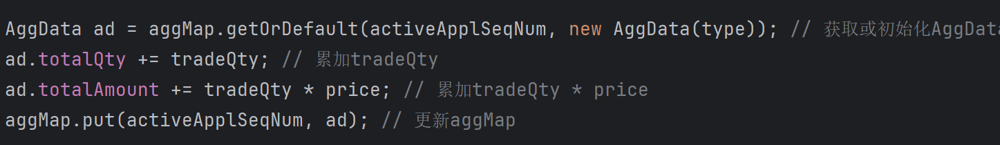 AggData ad = aggMap.getOrDefault(activeApplSeqNum, new AggData(type)); // 获取或初始化AggData
ad.totalQty += tradeQty; // 累加tradeQty
ad.totalAmount += tradeQty * price; // 累加tradeQty * price
aggMap.put(activeApplSeqNum, ad); // 更新aggMap